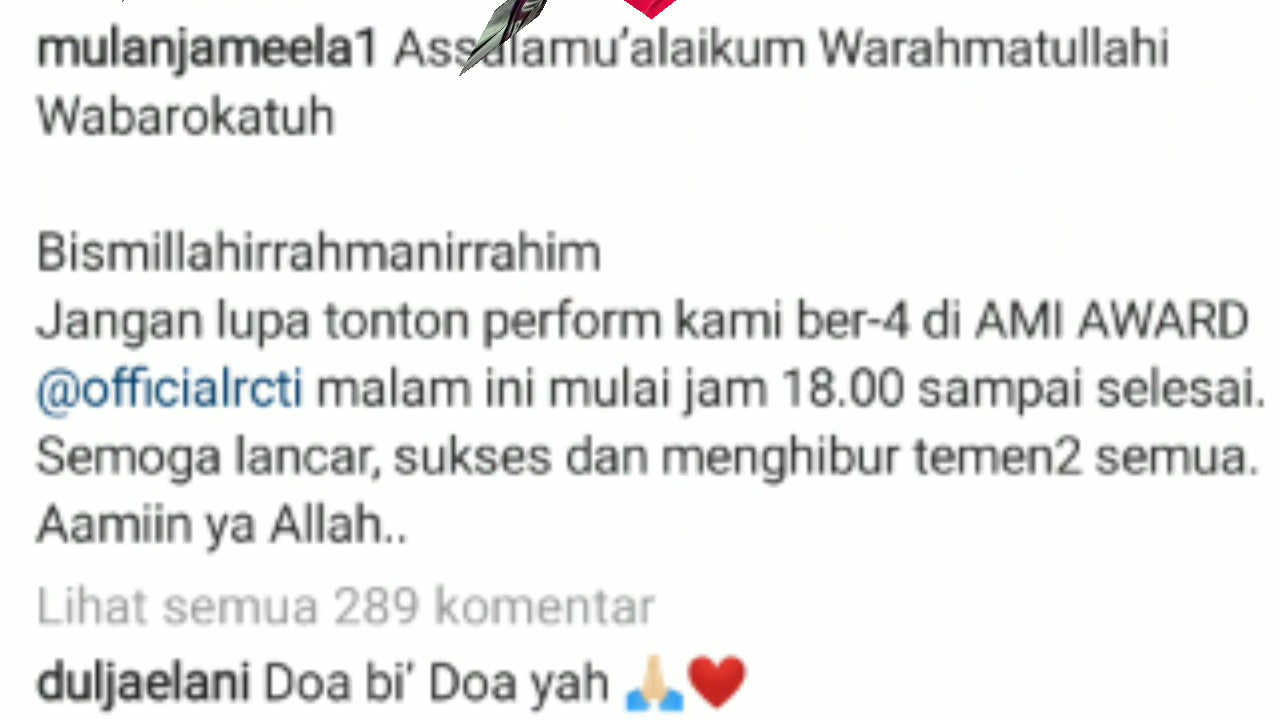 mulanjameela1 Assalamu’alaikum Warahmatullahi
Wabarokatuh
Bismillahirrahmanirrahim
Jangan lupa tonton perform kami ber-4 di AMI AWARD
@officialrcti malam ini mulai jam 18.00 sampai selesai.
Semoga lancar, sukses dan menghibur temen2 semua.
Aamiin ya Allah..
Lihat semua 289 komentar
duljaelani Doa bi’ Doa yah 🙏🏼❤️